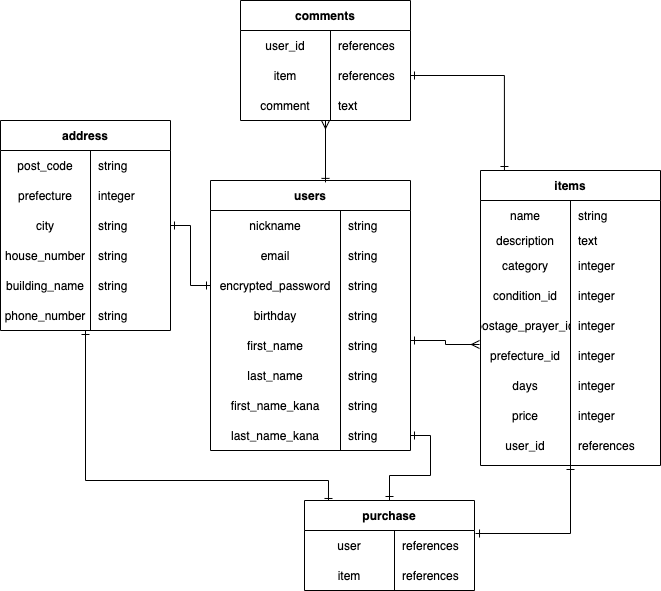 comments
user_id references
item references
comment text
address
post_code string
prefecture integer
city string
house_number string
building_name string
phone_number string
users
nickname string
email string
encrypted_password string
birthday string
first_name string
last_name string
first_name_kana string
last_name_kana string
items
name string
description text
category integer
condition_id integer
ostage_prayer_id integer
prefecture_id integer
days integer
price integer
user_id references
purchase
user references
item references